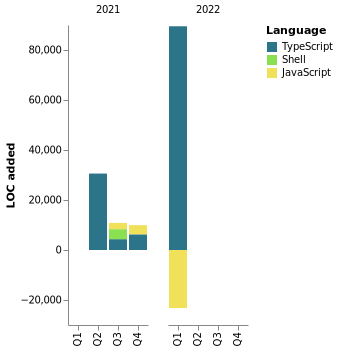 2021
2022
Language
TypeScript
Shell
JavaScript
LOC added
80,000
60,000
40,000
20,000
0
−20,000
Q1
Q2
Q3
Q4
Q1
Q2
Q3
Q4